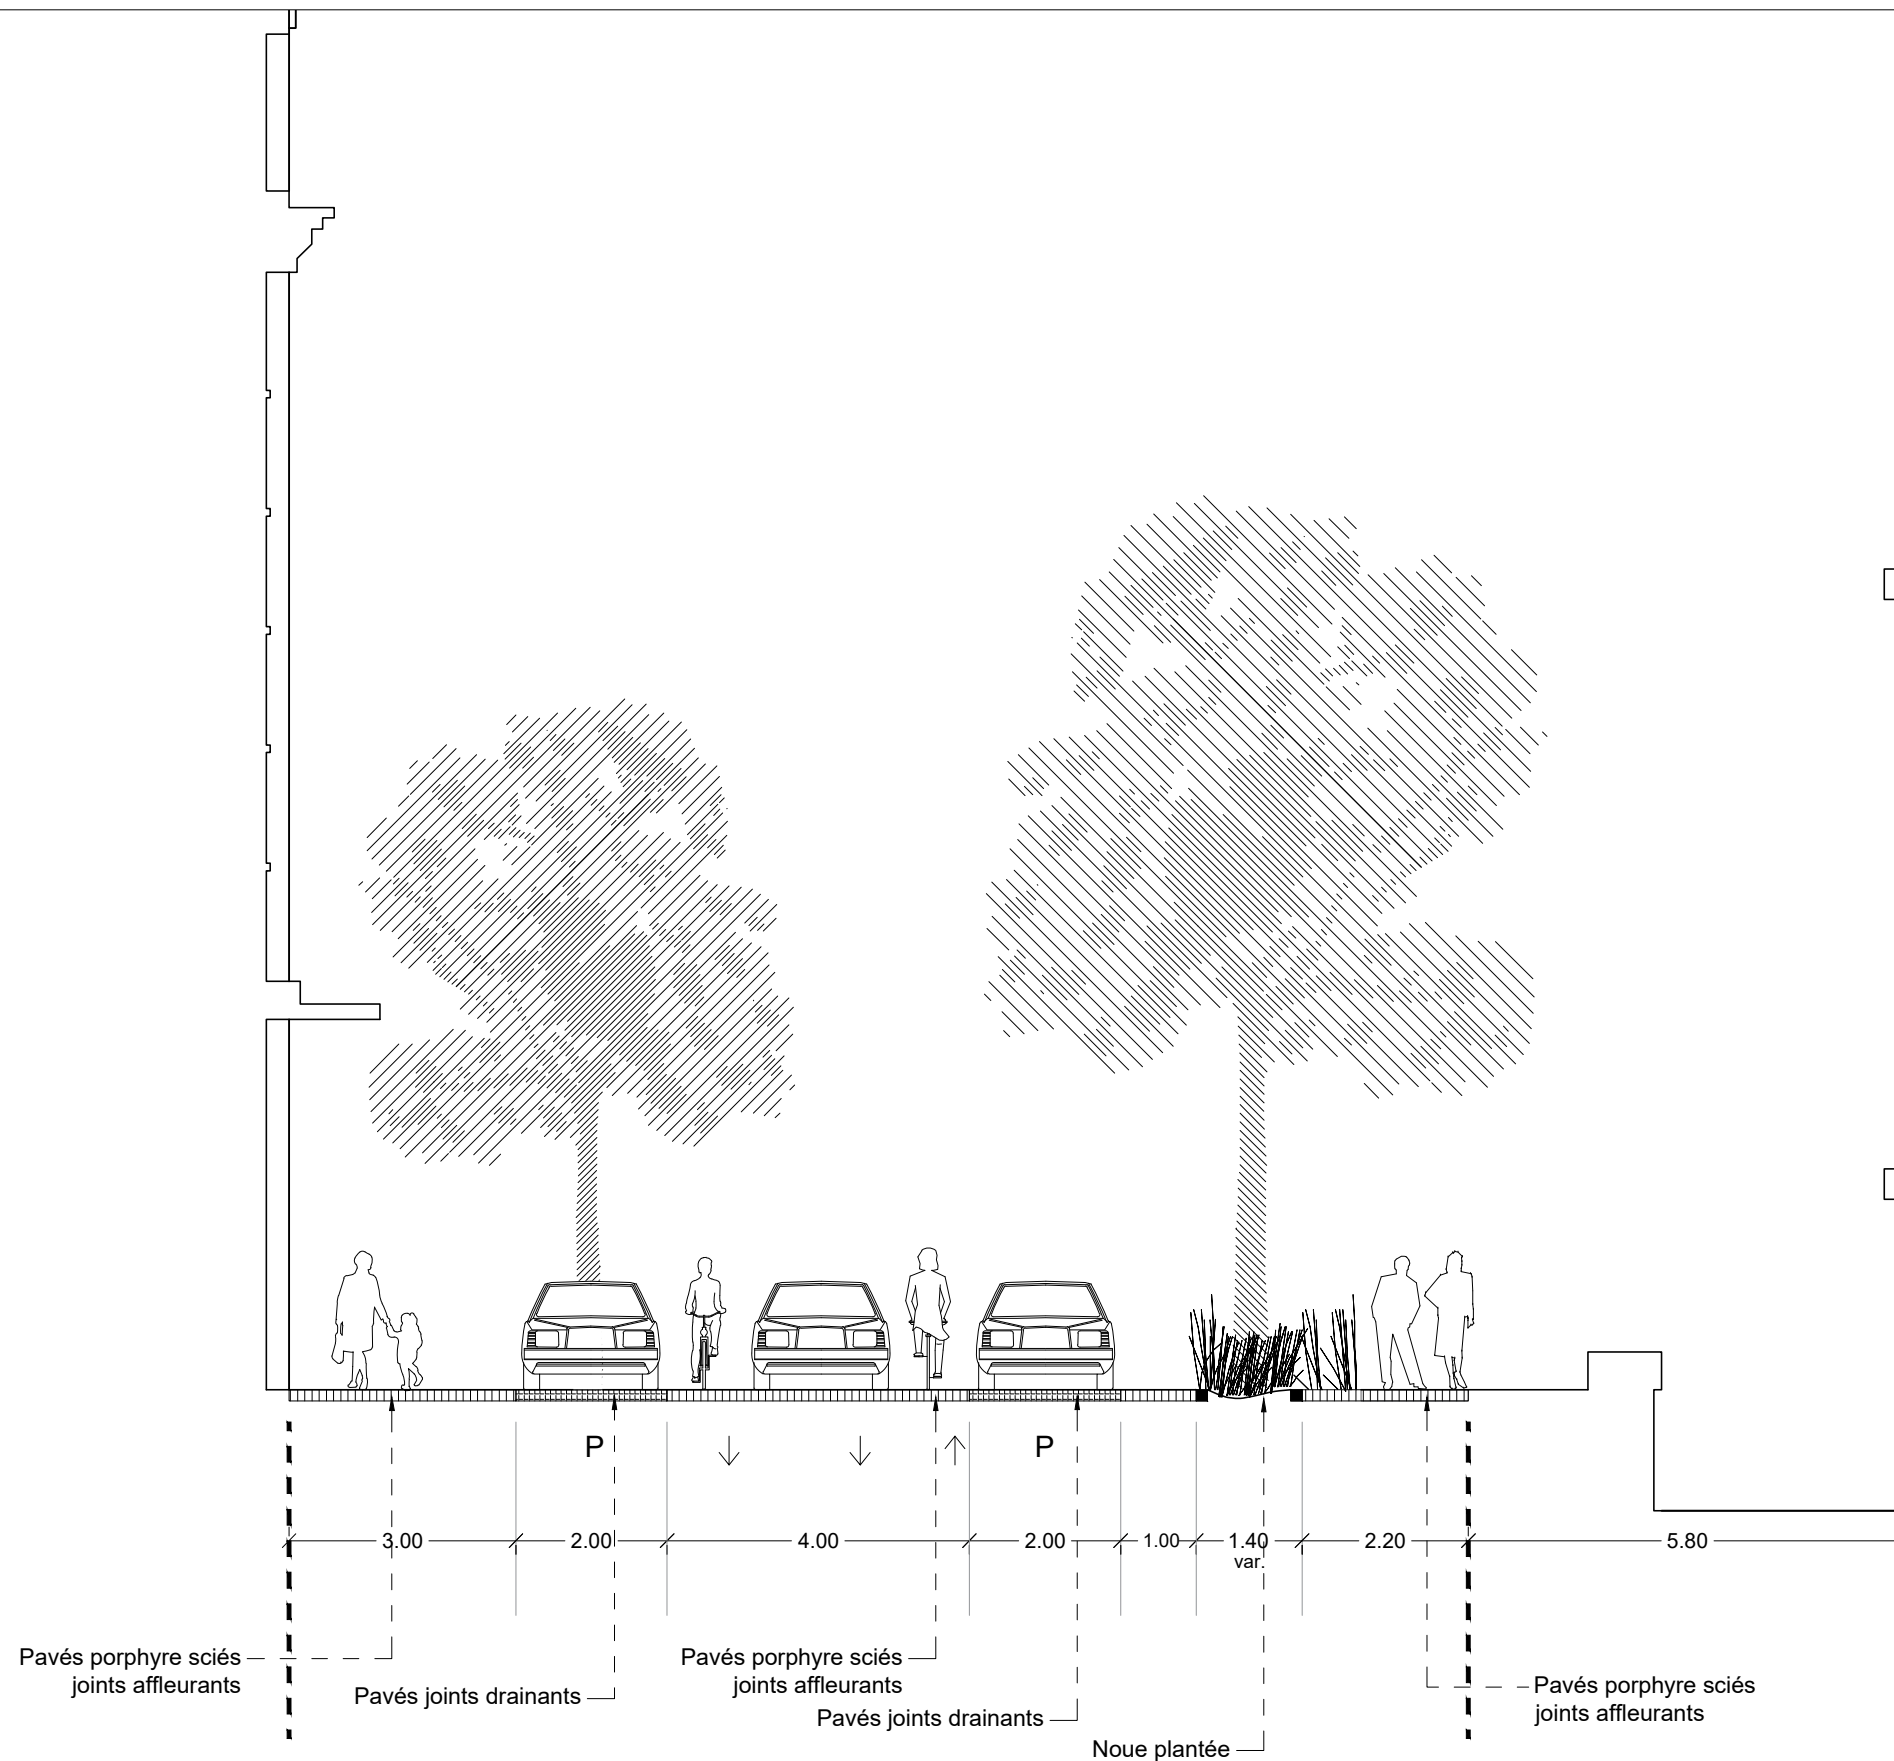 P
P
3.00
2.00
4.00
2.00
1.00
1.40
var.
2.20
5.80
Pavés porphyre sciés
joints affleurants
Pavés joints drainants
Pavés porphyre sciés
joints affleurants
Pavés joints drainants
Noue plantée
Pavés porphyre sciés
joints affleurants